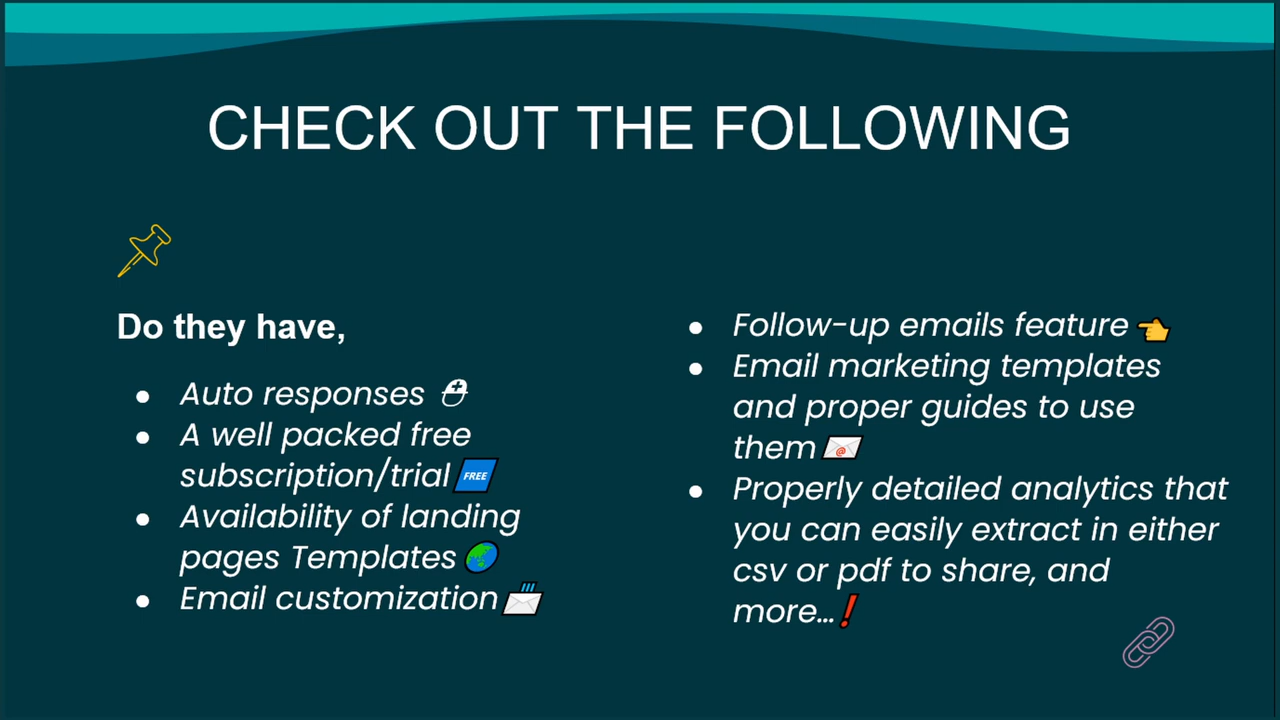 CHECK OUT THE FOLLOWING
Do they have,
● Auto responses ⛑
● A well packed free
subscription/trial 🆓
● Availability of landing
pages Templates 🌏
● Email customization 📨
● Follow-up emails feature 👈
● Email marketing templates
and proper guides to use
them 📧
● Properly detailed analytics that
you can easily extract in either
csv or pdf to share, and
more...❗